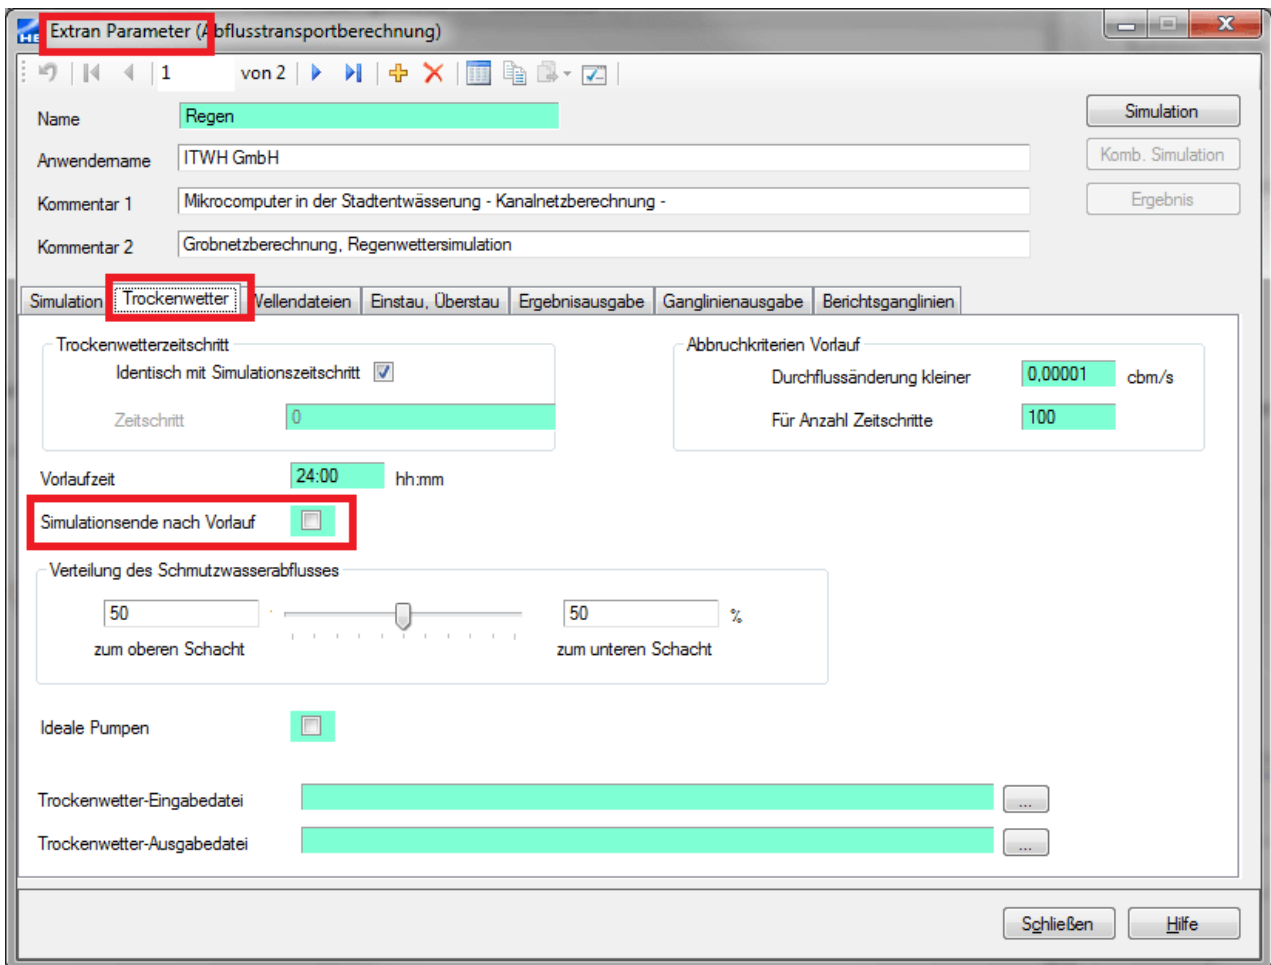 HE
Extran Parameter (Abflusstransportberechnung)
1 von 2
Name Regen Simulation
Anwendername ITWH GmbH Komb. Simulation
Kommentar 1 Mikrocomputer in der Stadtentwässerung - Kanalnetzberechnung - Ergebnis
Kommentar 2 Grobnetzberechnung, Regenwettersimulation
Simulation Trockenwetter Wellendateien Einstau, Überstau Ergebnisausgabe Ganglinienausgabe Berichtsganglinien
Trockenwetterzeitschritt Abbruchkriterien Vorlauf
Identisch mit Simulationszeitschritt Durchflussänderung kleiner 0,00001 cbm/s
Zeitschritt 0 Für Anzahl Zeitschritte 100
Vorlaufzeit 24:00 hh:mm
Simulationsende nach Vorlauf
Verteilung des Schmutzwasserabflusses
50 50 %
zum oberen Schacht zum unteren Schacht
Ideale Pumpen
Trockenwetter-Eingabedatei ...
Trockenwetter-Ausgabedatei ...
Schließen Hilfe